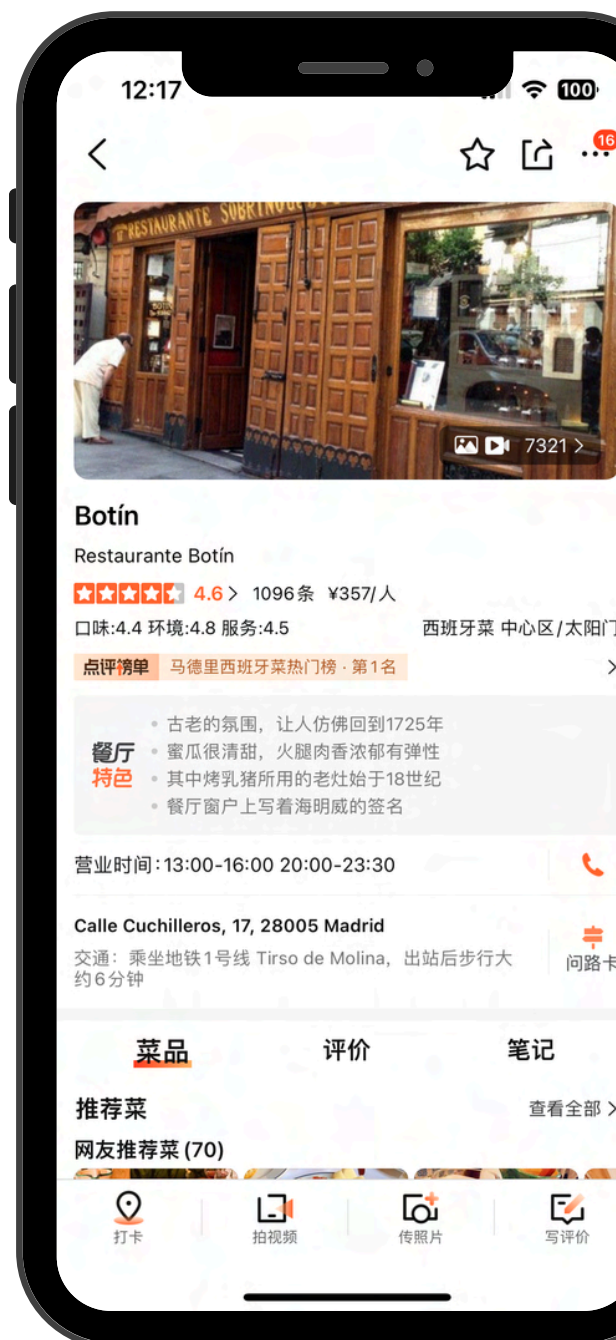 12:17
100
16
RESTAURANTE SOBRINO
BOTIN
7321
Botín
Restaurante Botín
4.6 1096条 ¥357/人
口味:4.4 环境:4.8 服务:4.5 西班牙菜 中心区/太阳门
点评榜单 马德里西班牙菜热门榜 · 第1名
餐厅
特色
• 古老的氛围，让人仿佛回到1725年
• 蜜瓜很清甜，火腿肉香浓郁有弹性
• 其中烤乳猪所用的老灶始于18世纪
• 餐厅窗户上写着海明威的签名
营业时间：13:00-16:00 20:00-23:30
Calle Cuchilleros, 17, 28005 Madrid
交通：乘坐地铁1号线 Tirso de Molina，出站后步行大
约6分钟
问路卡
菜品 评价 笔记
推荐菜 查看全部
网友推荐菜 (70)
打卡 拍视频 传照片 写评价